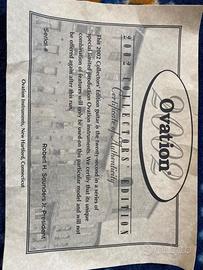 2002
Ovation
2002 COLLECTORS' EDITION
Certificate of Authenticity
This 2002 Collectors' Edition guitar is the twenty-second in a series of
special limited production Ovation instruments. We certify that its unique
combination of features will only be used on this particular model and will not
be offered again after this run.
Serial #
Robert H. Saunders Jr. President
Ovation Instruments, New Hartford, Connecticut